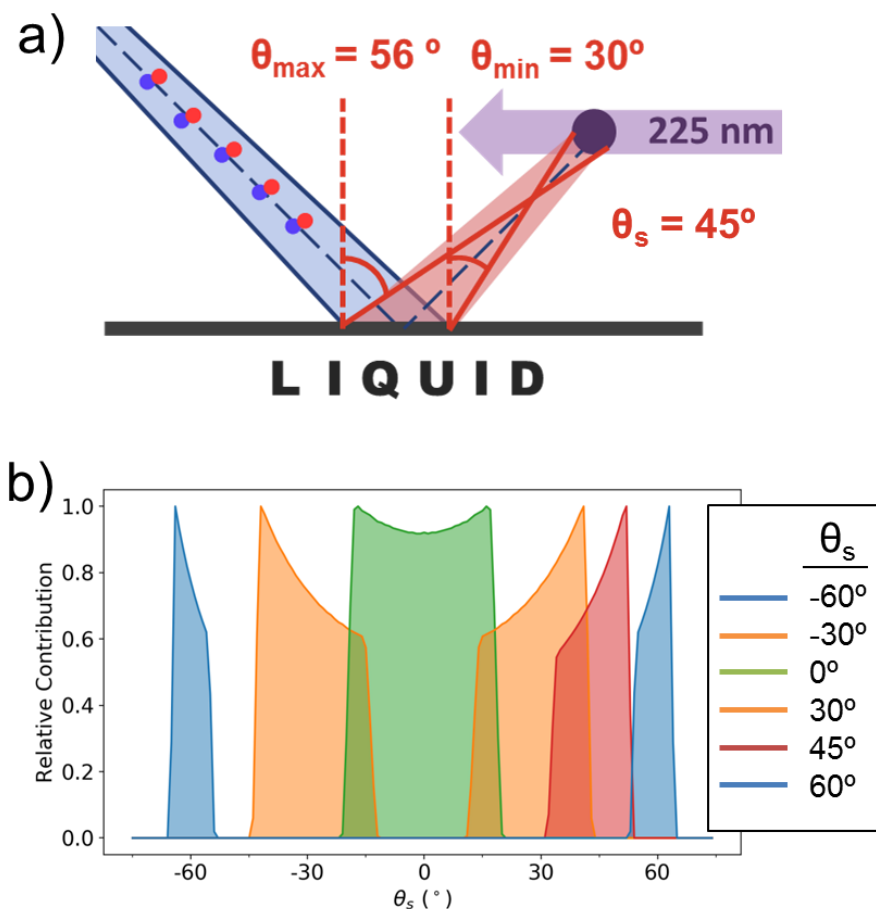 a)
θmax = 56 º θmin = 30º
225 nm
θs = 45º
LIQUID
b)
Relative Contribution
1.0
0.8
0.6
0.4
0.2
0.0
-60 -30 0 30 60
θs (°)
θs
-60º
-30º
0º
30º
45º
60º